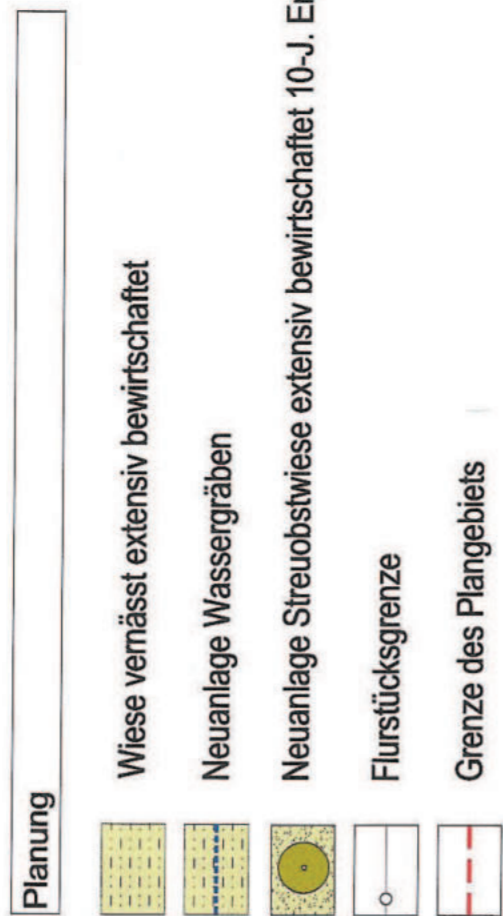 Planung
Wiese vernässt extensiv bewirtschaftet
Neuanlage Wassergräben
Neuanlage Streuobstwiese extensiv bewirtschaftet 10-J.
Flurstücksgrenze
Grenze des Plangebiets